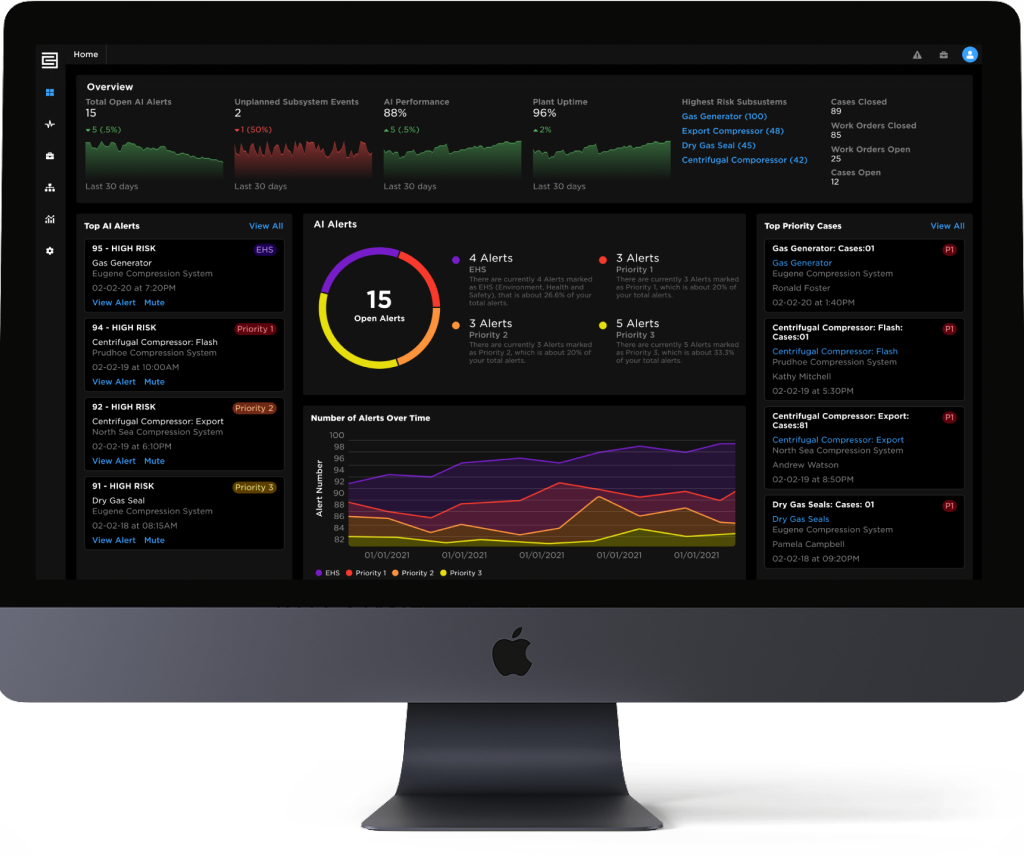 Home
Overview
Total Open AI Alerts
15
5 (.5%)
Last 30 days
Unplanned Subsystem Events
2
1 (50%)
Last 30 days
AI Performance
88%
5 (.5%)
Last 30 days
Plant Uptime
96%
2%
Last 30 days
Highest Risk Subsustems
Gas Generator (100)
Export Compressor (48)
Dry Gas Seal (45)
Centrifugal Comporessor (42)
Cases Closed
89
Work Orders Closed
85
Work Orders Open
25
Cases Open
12
Top AI Alerts
View All
95 - HIGH RISK
EHS
Gas Generator
Eugene Compression System
02-02-20 at 7:20PM
View Alert Mute
94 - HIGH RISK
Priority 1
Centrifugal Compressor: Flash
Prudhoe Compression System
02-02-19 at 10:00AM
View Alert Mute
92 - HIGH RISK
Priority 2
Centrifugal Compressor: Export
North Sea Compression System
02-02-19 at 6:10PM
View Alert Mute
91 - HIGH RISK
Priority 3
Dry Gas Seal
Eugene Compression System
02-02-18 at 08:15AM
View Alert Mute
AI Alerts
15
Open Alerts
4 Alerts
EHS
There are currently 4 Alerts marked
as EHS (Environment, Health and
Safety), that is about 26.6% of your
total alerts.
3 Alerts
Priority 1
There are currently 3 Alerts marked
as Priority 1, which is about 20% of
your total alerts.
3 Alerts
Priority 2
There are currently 3 Alerts marked
as Priority 2, which is about 20% of
your total alerts.
5 Alerts
Priority 3
There are currently 5 Alerts marked
as Priority 3, which is about 33.3%
of your total alerts.
Number of Alerts Over Time
Alert Number
100
98
96
94
92
90
88
86
84
82
01/01/2021 01/01/2021 01/01/2021 01/01/2021 01/01/2021
EHS Priority 1 Priority 2 Priority 3
Top Priority Cases
View All
Gas Generator: Cases:01
P1
Gas Generator
Eugene Compression System
Ronald Foster
02-02-20 at 1:40PM
Centrifugal Compressor: Flash:
Cases:01
P1
Centrifugal Compressor: Flash
Prudhoe Compression System
Kathy Mitchell
02-02-19 at 5:30PM
Centrifugal Compressor: Export:
Cases:81
P1
Centrifugal Compressor: Export
North Sea Compression System
Andrew Watson
02-02-19 at 8:50PM
Dry Gas Seals: Cases: 01
P1
Dry Gas Seals
Eugene Compression System
Pamela Campbell
02-02-18 at 09:20PM